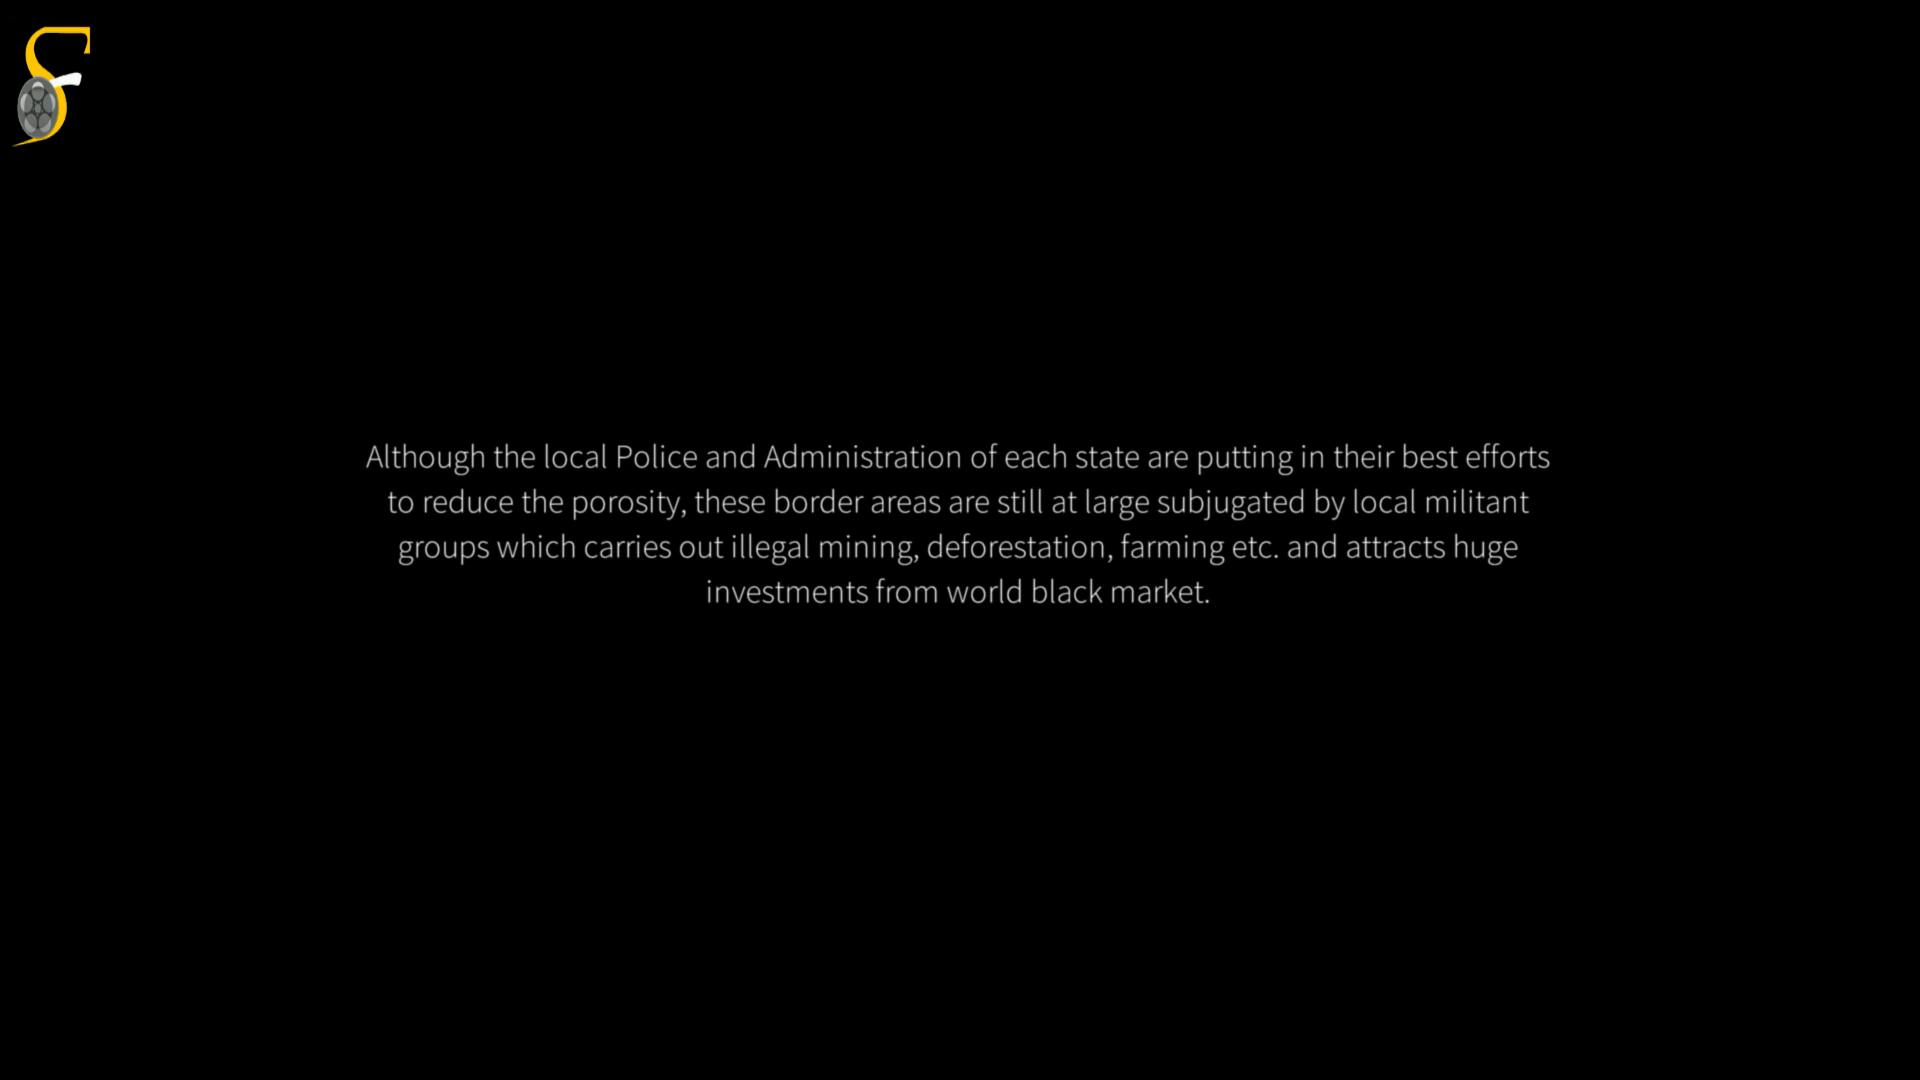 Although the local Police and Administration of each state are putting in their best efforts
to reduce the porosity, these border areas are still at large subjugated by local militant
groups which carries out illegal mining, deforestation, farming etc. and attracts huge
investments from world black market.